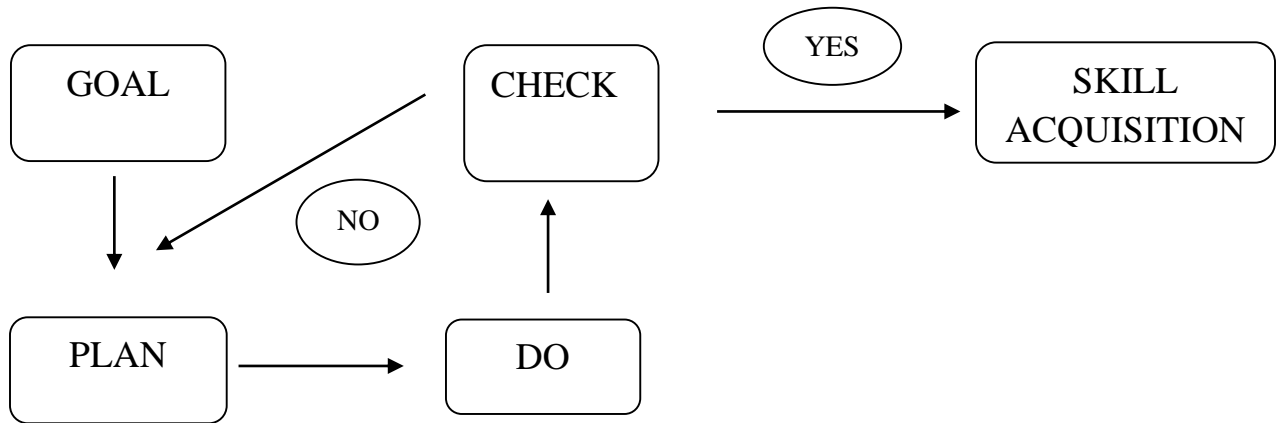 YES
GOAL
CHECK
SKILL
ACQUISITION
NO
PLAN
DO